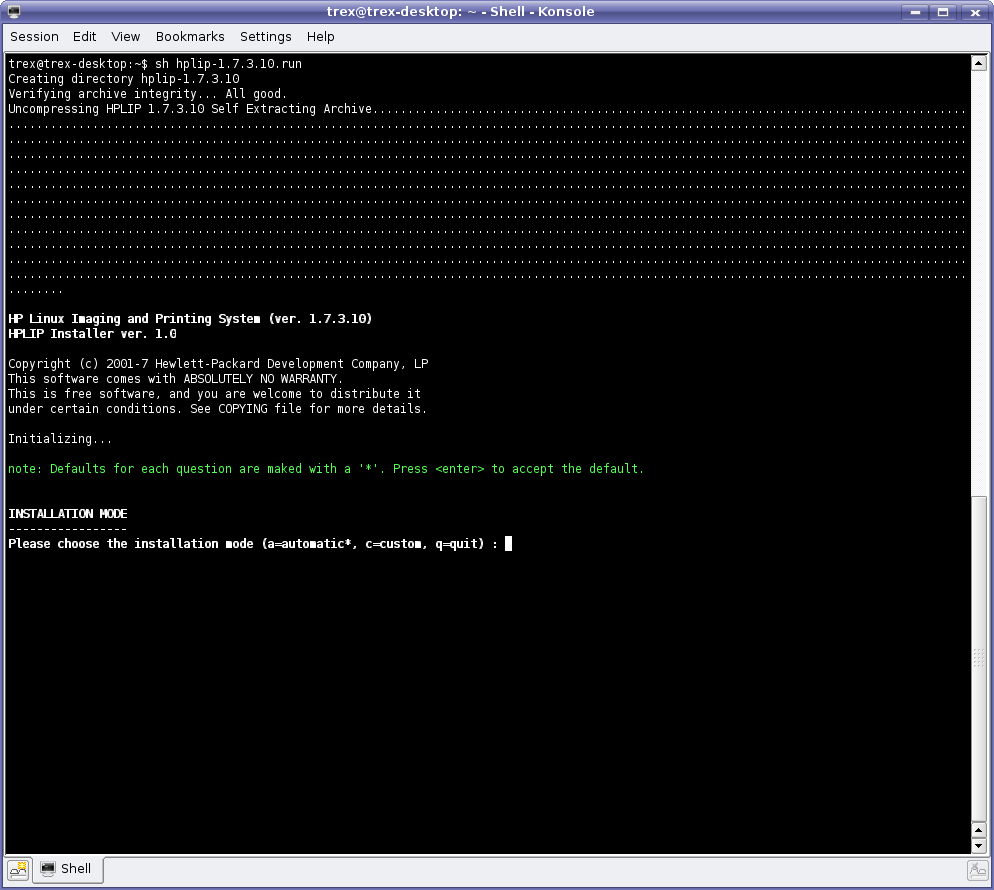 trex@trex-desktop: ~ - Shell - Konsole
Session Edit View Bookmarks Settings Help
trex@trex-desktop:~$ sh hplip-1.7.3.10.run
Creating directory hplip-1.7.3.10
Verifying archive integrity... All good.
Uncompressing HPLIP 1.7.3.10 Self Extracting Archive.....................................................................................
.........................................................................................................................................
.........................................................................................................................................
.........................................................................................................................................
.........................................................................................................................................
.........................................................................................................................................
.........................................................................................................................................
.........................................................................................................................................
.........................................................................................................................................
.........................................................................................................................................
.........................................................................................................................................
.........................................................................................................................................
........
HP Linux Imaging and Printing System (ver. 1.7.3.10)
HPLIP Installer ver. 1.0
Copyright (c) 2001-7 Hewlett-Packard Development Company, LP
This software comes with ABSOLUTELY NO WARRANTY.
This is free software, and you are welcome to distribute it
under certain conditions. See COPYING file for more details.
Initializing...
note: Defaults for each question are maked with a '*'. Press <enter> to accept the default.
INSTALLATION MODE
-----------------
Please choose the installation mode (a=automatic*, c=custom, q=quit) :
Shell